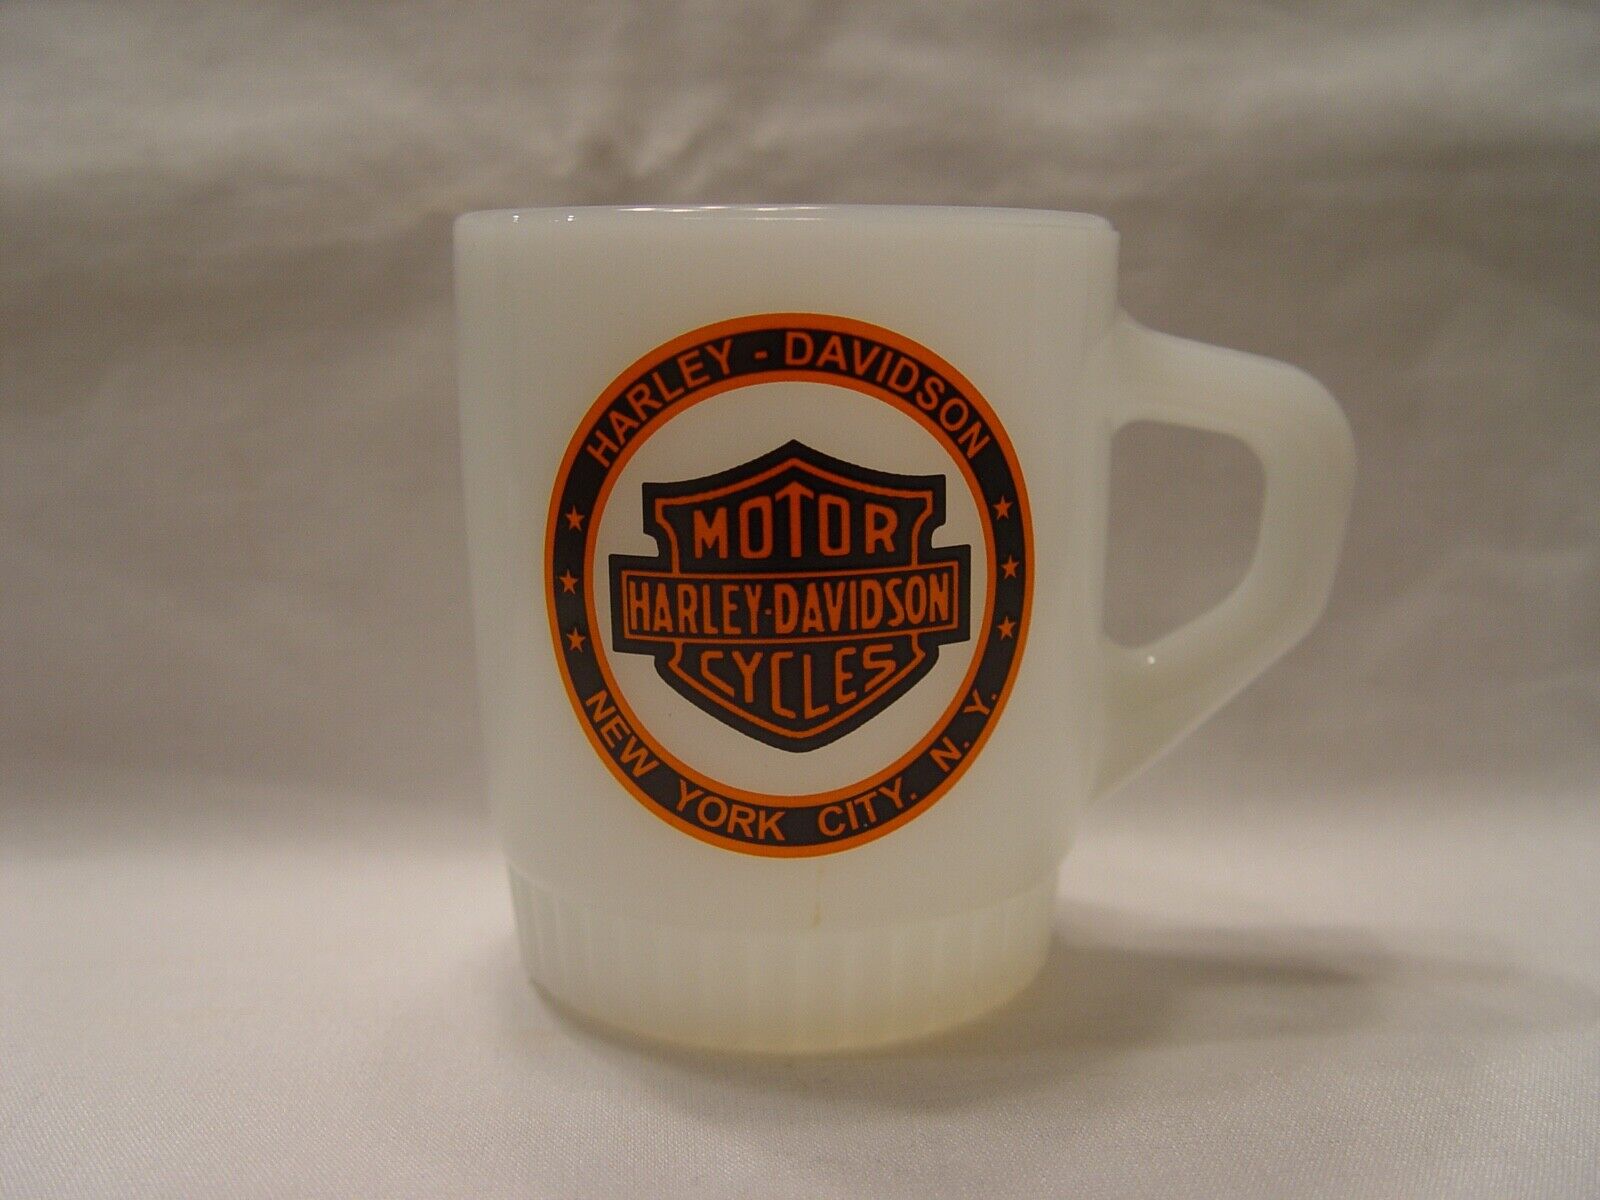 HARLEY - DAVIDSON
MOTOR
HARLEY-DAVIDSON
CYCLES
NEW YORK CITY. N. Y.